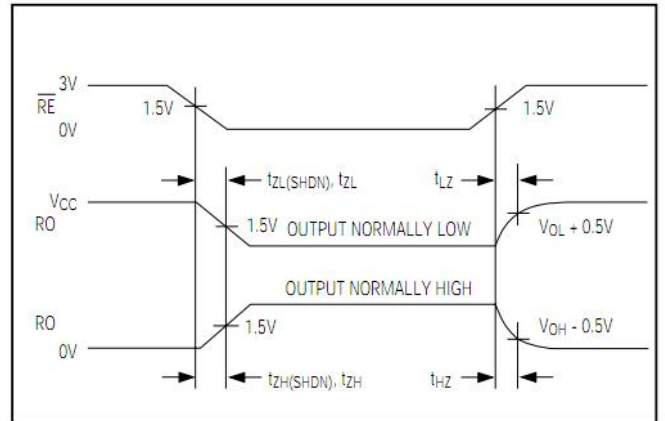 3V
R̅E̅
0V
1.5V
1.5V
tZL(SHDN), tZL
tLZ
VCC
RO
1.5V OUTPUT NORMALLY LOW
VOL + 0.5V
OUTPUT NORMALLY HIGH
RO
0V
1.5V
VOH - 0.5V
tZH(SHDN), tZH
tHZ